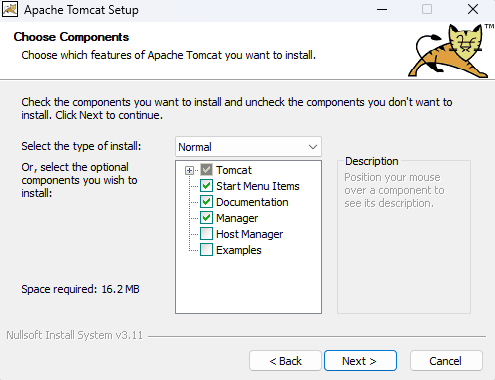 Apache Tomcat Setup
Choose Components
Choose which features of Apache Tomcat you want to install.
TM
Check the components you want to install and uncheck the components you don't want to
install. Click Next to continue.
Select the type of install:
Normal
Or, select the optional
components you wish to
install:
Tomcat
Start Menu Items
Documentation
Manager
Host Manager
Examples
Description
Position your mouse
over a component to
see its description.
Space required: 16.2 MB
Nullsoft Install System v3.11
< Back
Next >
Cancel